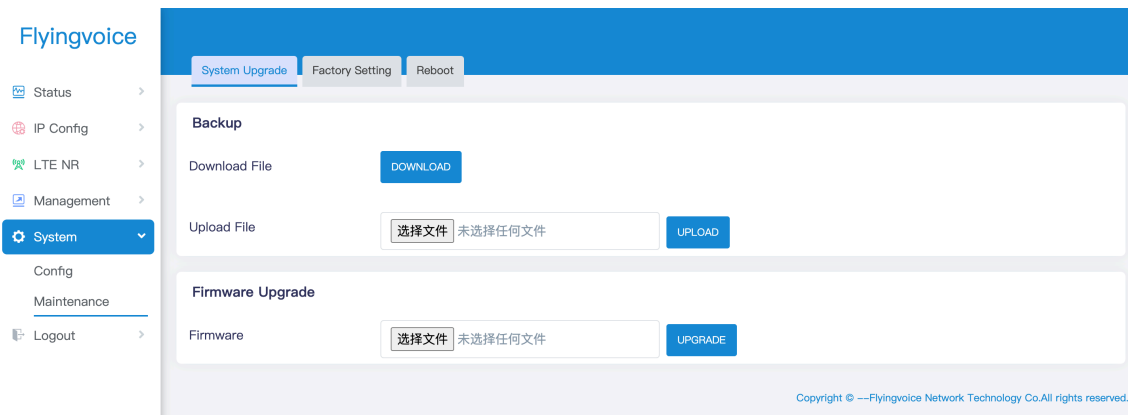 Flyingvoice
System Upgrade Factory Setting Reboot
Status
IP Config
LTE NR
Management
System
Config
Maintenance
Logout
Backup
Download File DOWNLOAD
Upload File 选择文件 未选择任何文件 UPLOAD
Firmware Upgrade
Firmware 选择文件 未选择任何文件 UPGRADE
Copyright © --Flyingvoice Network Technology Co.All rights reserved.